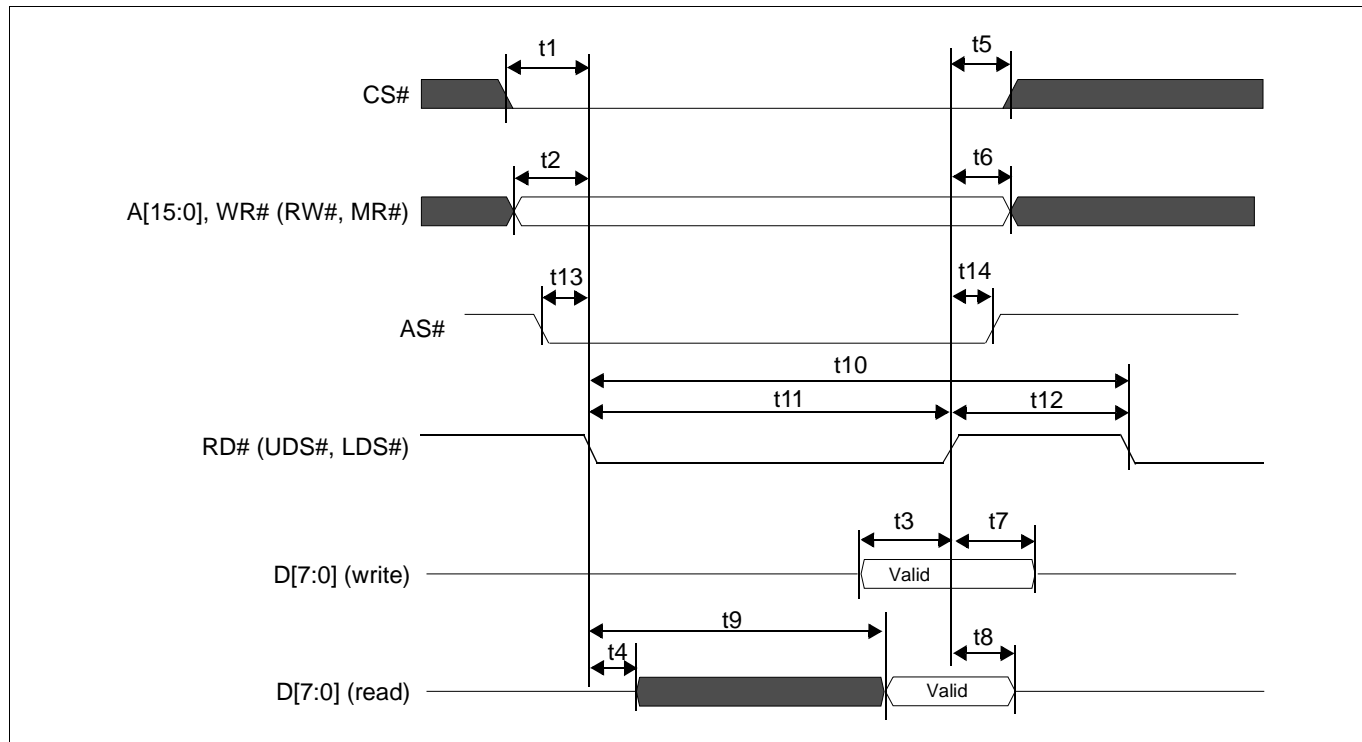 t1 t5
CS#
t2 t6
A[15:0], WR# (RW#, MR#)
t13 t14
AS#
t10
t11 t12
RD# (UDS#, LDS#)
t3 t7
D[7:0] (write) Valid
t9
t4 t8
D[7:0] (read) Valid